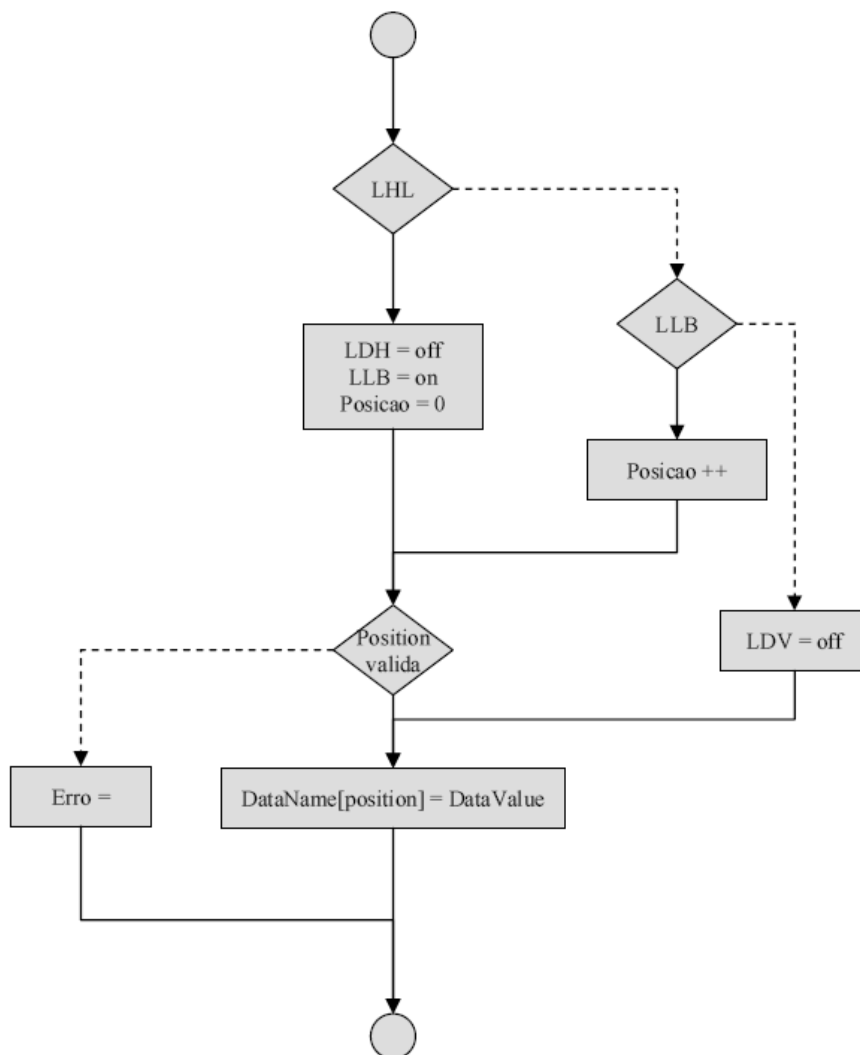 LHL
LLB
LDH = off
LLB = on
Posicao = 0
Posicao ++
Position
valida
LDV = off
Erro =
DataName[position] = DataValue